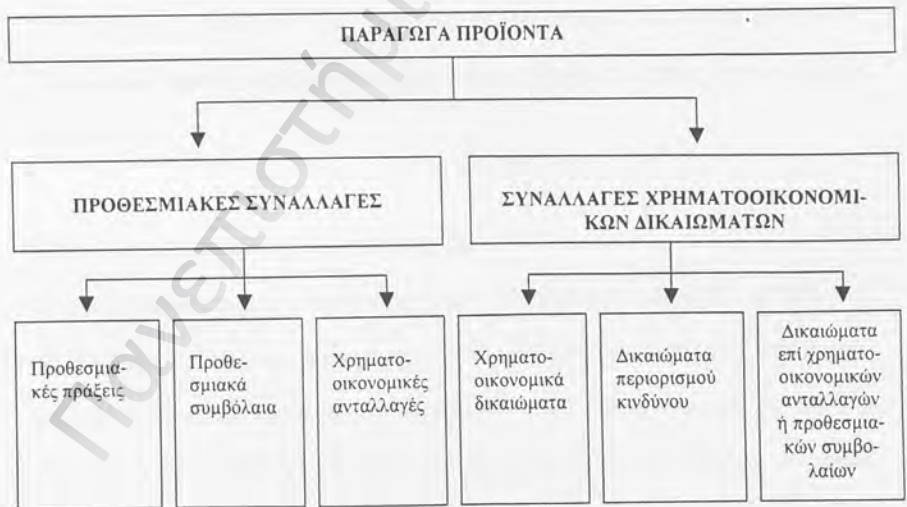 ΠΑΡΑΓΩΓΑ ΠΡΟΪΟΝΤΑ
ΠΡΟΘΕΣΜΙΑΚΕΣ ΣΥΝΑΛΛΑΓΕΣ
ΣΥΝΑΛΛΑΓΕΣ ΧΡΗΜΑΤΟΟΙΚΟΝΟΜΙ-
ΚΩΝ ΔΙΚΑΙΩΜΑΤΩΝ
Προθεσμια-
κές πράξεις
Προθε-
σμιακά
συμβόλαια
Χρηματο-
οικονομικές
ανταλλαγές
Χρηματο-
οικονομικά
δικαιώματα
Δικαιώματα
περιορισμού
κινδύνου
Δικαιώματα
επί χρηματο-
οικονομικών
ανταλλαγών
ή προθεσμια-
κών συμβο-
λαίων